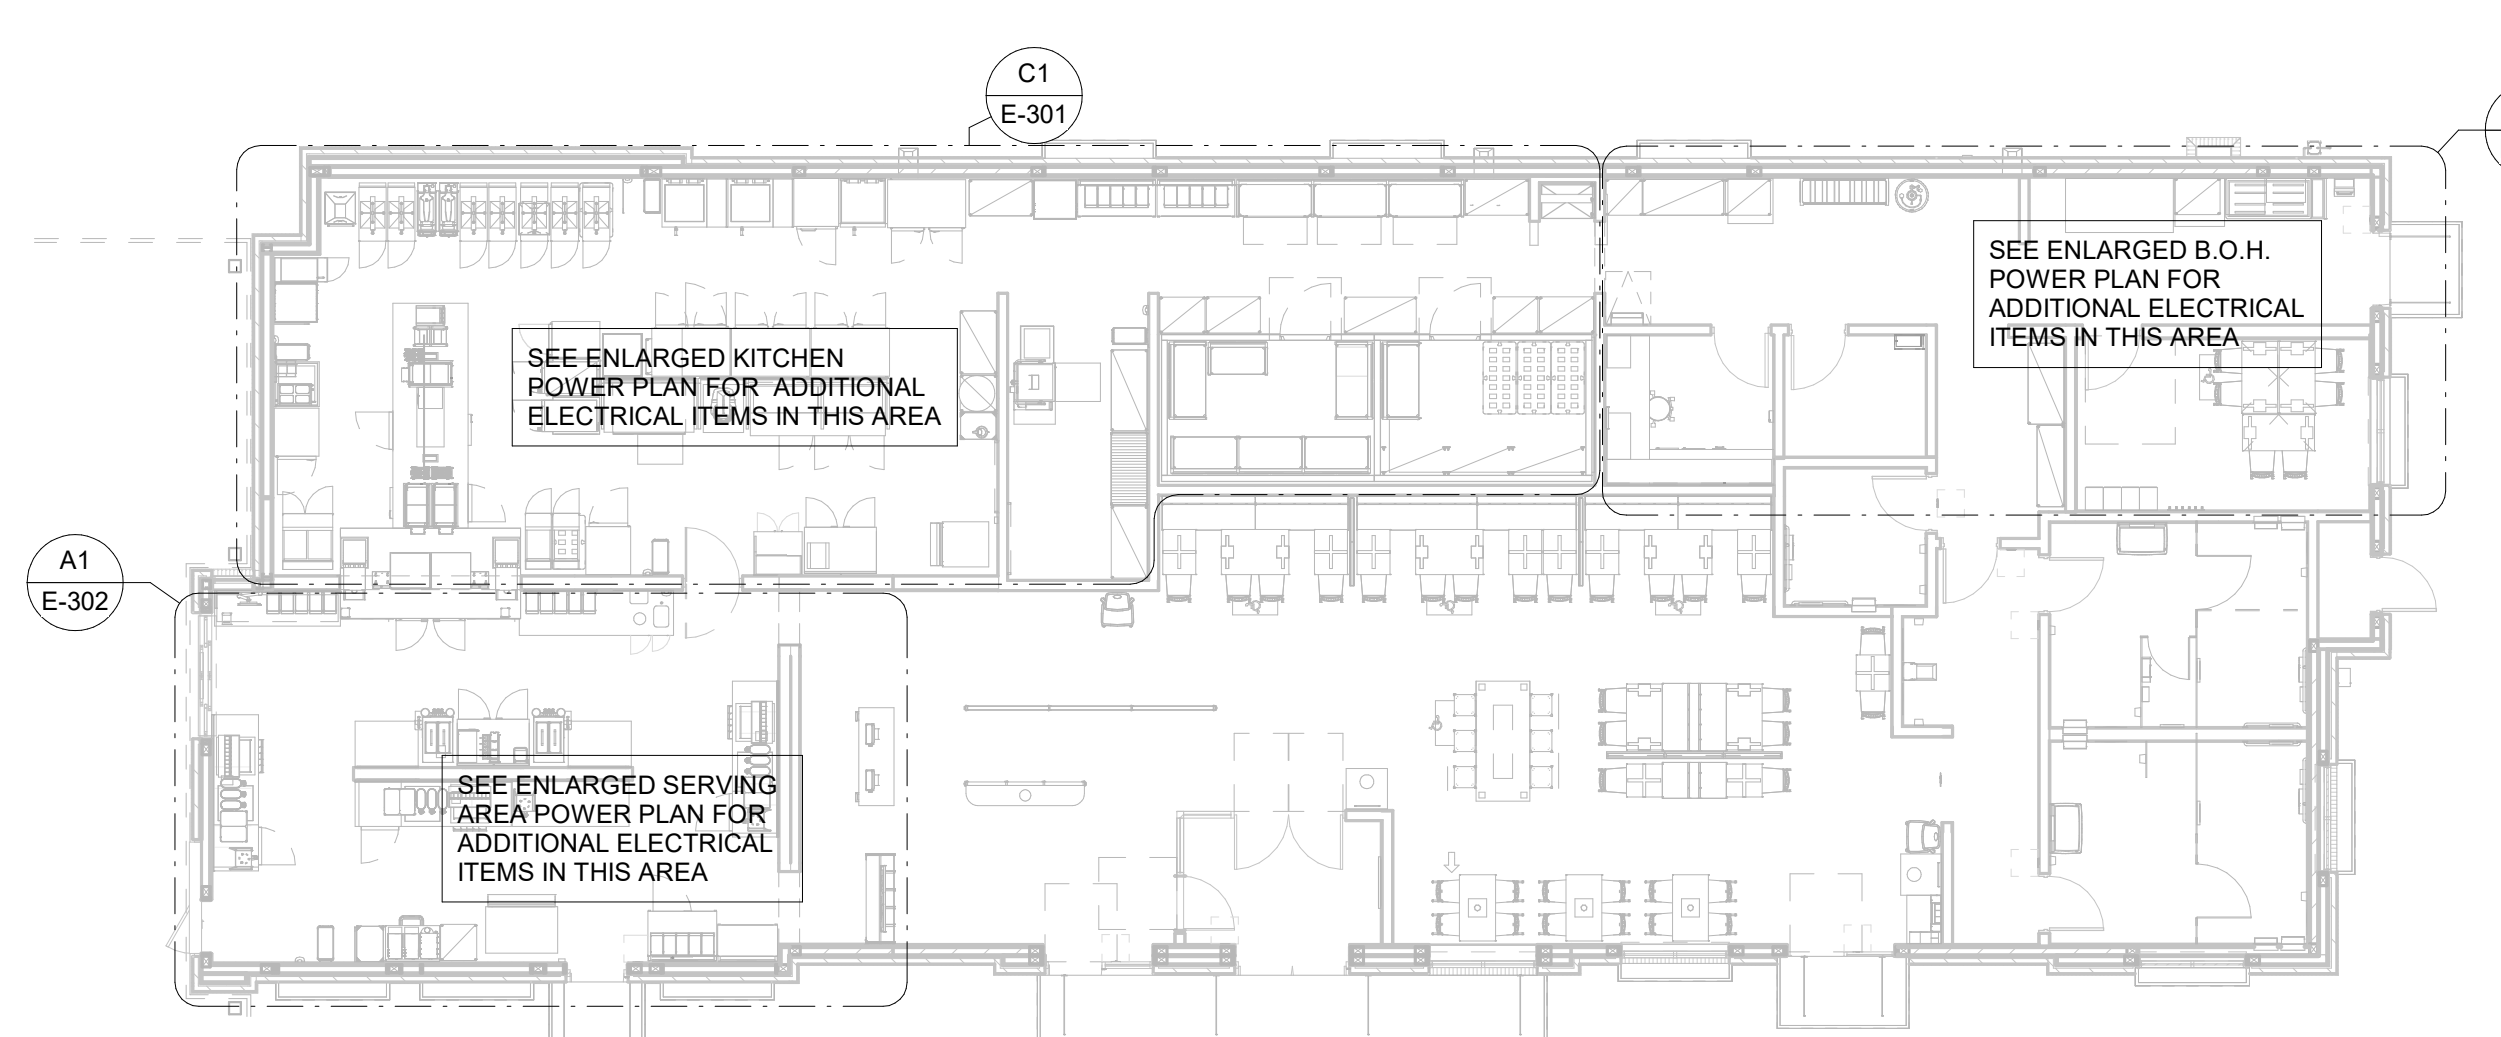 C1
E-301
SEE ENLARGED B.O.H.
POWER PLAN FOR
ADDITIONAL ELECTRICAL
ITEMS IN THIS AREA
SEE ENLARGED KITCHEN
POWER PLAN FOR ADDITIONAL
ELECTRICAL ITEMS IN THIS AREA
A1
E-302
SEE ENLARGED SERVING
AREA POWER PLAN FOR
ADDITIONAL ELECTRICAL
ITEMS IN THIS AREA